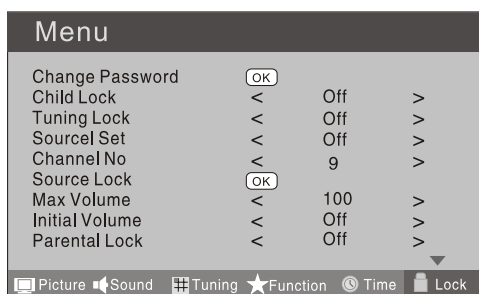 Menu
Change Password OK
Child Lock < Off >
Tuning Lock < Off >
Sourcel Set < Off >
Channel No < 9 >
Source Lock OK
Max Volume < 100 >
Initial Volume < Off >
Parental Lock < Off >
Picture Sound Tuning Function Time Lock